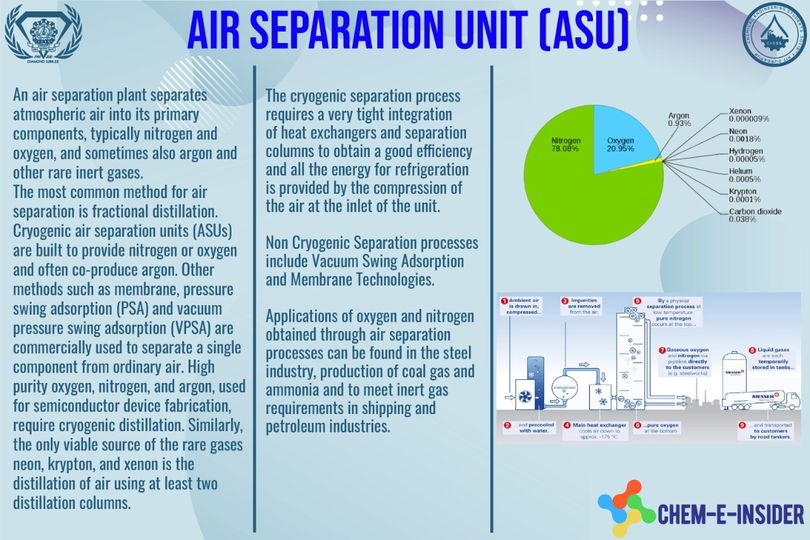 AIR SEPARATION UNIT (ASU)
DIAMOND JUBILEE
An air separation plant separates
atmospheric air into its primary
components, typically nitrogen and
oxygen, and sometimes also argon and
other rare inert gases.
The most common method for air
separation is fractional distillation.
Cryogenic air separation units (ASUs)
are built to provide nitrogen or oxygen
and often co-produce argon. Other
methods such as membrane, pressure
swing adsorption (PSA) and vacuum
pressure swing adsorption (VPSA) are
commercially used to separate a single
component from ordinary air. High
purity oxygen, nitrogen, and argon, used
for semiconductor device fabrication,
require cryogenic distillation. Similarly,
the only viable source of the rare gases
neon, krypton, and xenon is the
distillation of air using at least two
distillation columns.
The cryogenic separation process
requires a very tight integration
of heat exchangers and separation
columns to obtain a good efficiency
and all the energy for refrigeration
is provided by the compression of
the air at the inlet of the unit.
Non Cryogenic Separation processes
include Vacuum Swing Adsorption
and Membrane Technologies.
Applications of oxygen and nitrogen
obtained through air separation
processes can be found in the steel
industry, production of coal gas and
ammonia and to meet inert gas
requirements in shipping and
petroleum industries.
Nitrogen
78.08%
Oxygen
20.95%
Argon
0.93%
Xenon
0.000009%
Neon
0.0018%
Hydrogen
0.00005%
Helium
0.0005%
Krypton
0.0001%
Carbon dioxide
0.038%
1 Ambient air
is drawn in,
compressed...
2 ...and precooled
with water.
3 Impurities
are removed
from the air.
4 Main heat exchanger
cools air down to
approx. -175 °C.
5 By a physical
separation process at
low temperature
pure nitrogen
occurs at the top...
6 ...pure oxygen
at the bottom
7 Gaseous oxygen
and nitrogen via
pipeline directly
to the customers
(e.g. steelworks)
8 Liquid gases
are each
temporarily
stored in tanks...
9 ...and transported
to customers
by road tankers.
MESSER
MESSER
CHEM-E-INSIDER